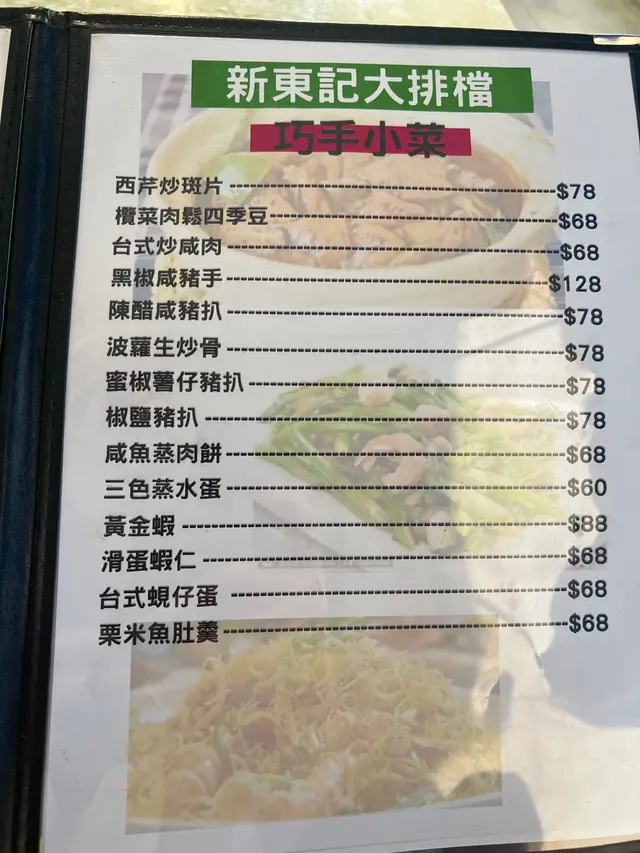 新東記大排檔
巧手小菜
西芹炒斑片 $78
欖菜肉鬆四季豆 $68
台式炒咸肉 $68
黑椒咸豬手 $128
陳醋咸豬扒 $78
波蘿生炒骨 $78
蜜椒薯仔豬扒 $78
椒鹽豬扒 $78
咸魚蒸肉餅 $68
三色蒸水蛋 $60
黃金蝦 $88
滑蛋蝦仁 $68
台式蜆仔蛋 $68
栗米魚肚羹 $68